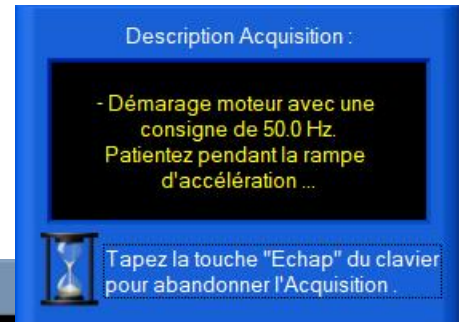 Description Acquisition :
- Démarage moteur avec une
consigne de 50.0 Hz.
Patientez pendant la rampe
d'accélération ...
Tapez la touche "Echap" du clavier
pour abandonner l'Acquisition .